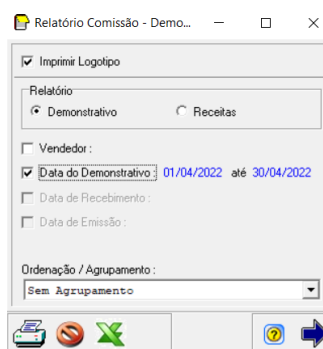 Relatório Comissão - Demo...
Imprimir Logotipo
Relatório
Demonstrativo Receitas
Vendedor :
Data do Demonstrativo : 01/04/2022 até 30/04/2022
Data de Recebimento :
Data de Emissão :
Ordenação / Agrupamento :
Sem Agrupamento